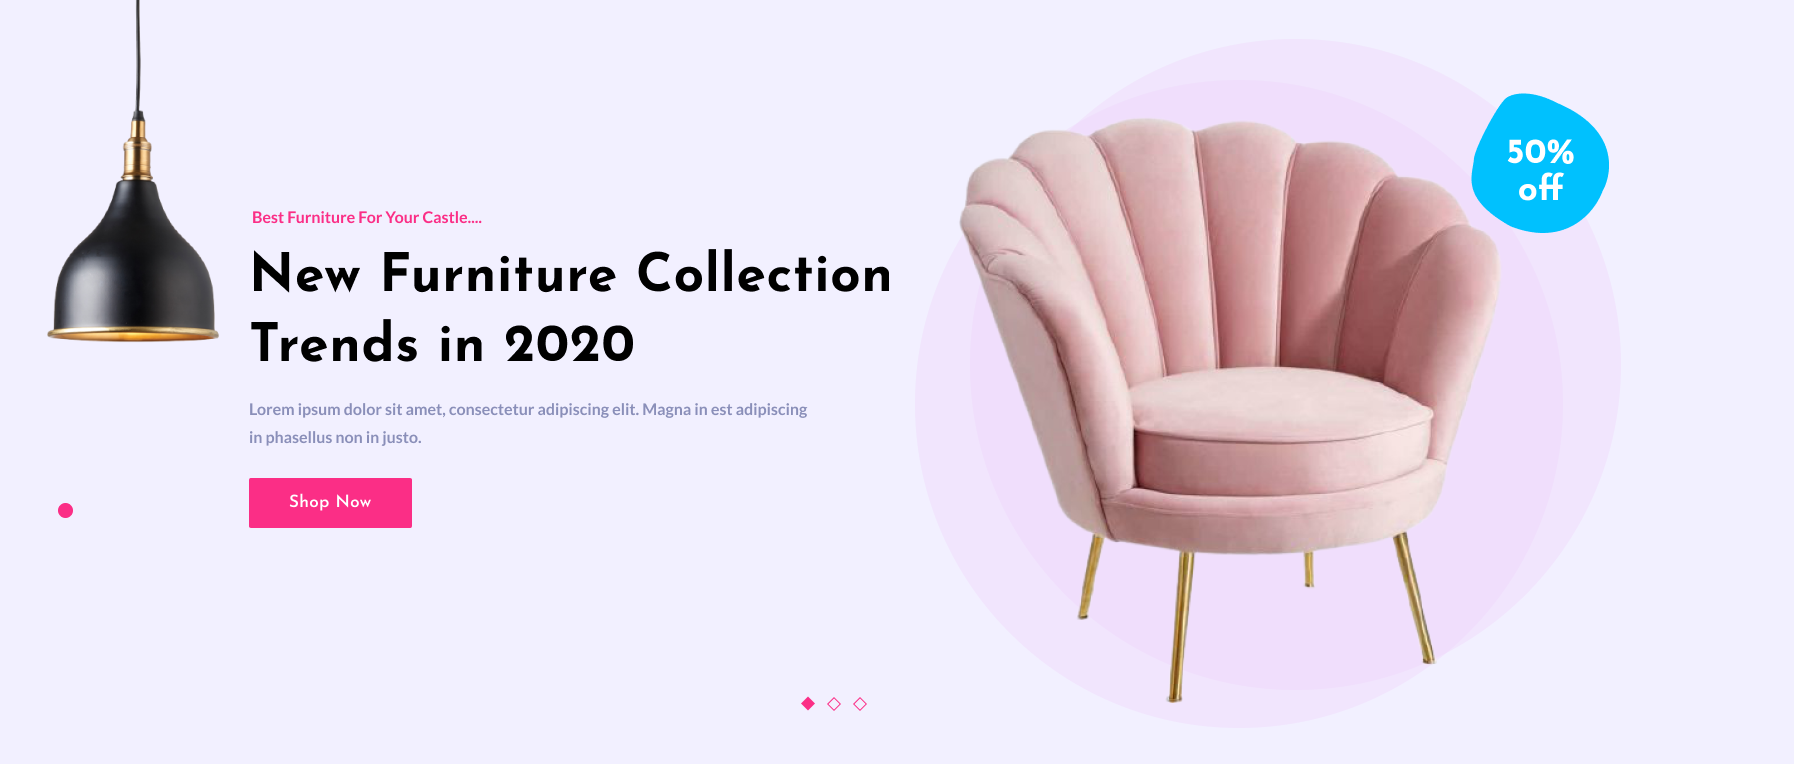 Best Furniture For Your Castle....
New Furniture Collection
Trends in 2020
Lorem ipsum dolor sit amet, consectetur adipiscing elit. Magna in est adipiscing
in phasellus non in justo.
Shop Now
50%
off